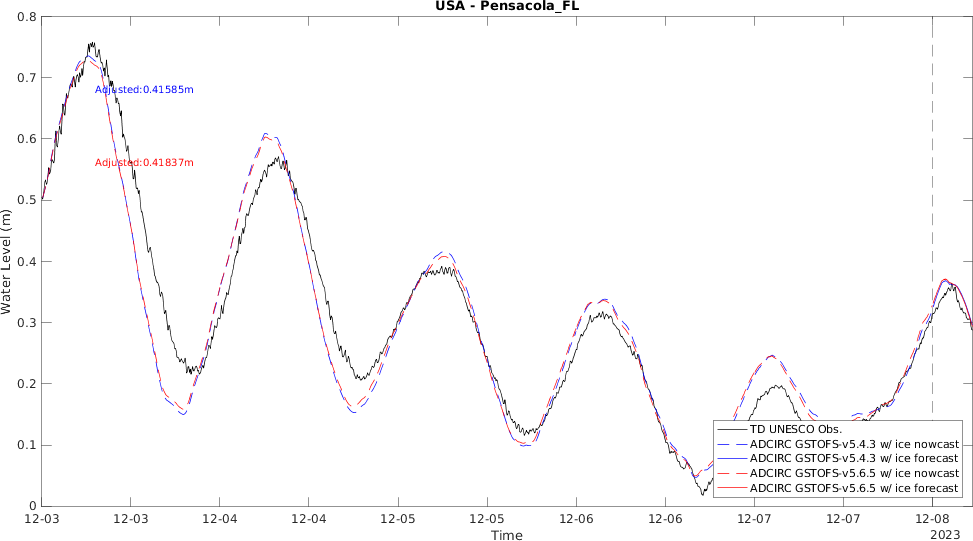 USA - Pensacola_FL
0.8
0.7
0.6
0.5
0.4
0.3
0.2
0.1
0
Water Level (m)
Adjusted:0.41585m
Adjusted:0.41837m
TD UNESCO Obs.
ADCIRC GSTOFS-v5.4.3 w/ ice nowcast
ADCIRC GSTOFS-v5.4.3 w/ ice forecast
ADCIRC GSTOFS-v5.6.5 w/ ice nowcast
ADCIRC GSTOFS-v5.6.5 w/ ice forecast
12-03 12-03 12-04 12-04 12-05 12-05 12-06 12-06 12-07 12-07 12-08
2023
Time